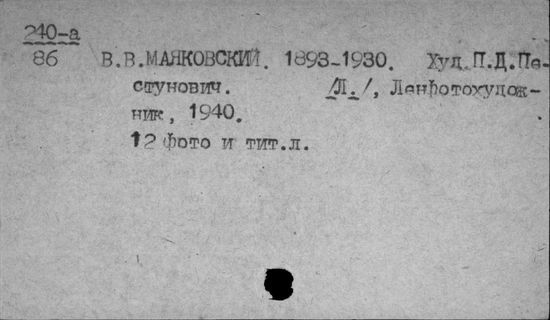 240-а
86 В.В.МАЯКОВСКИЙ. 1893-1930. Худ.П.Д.Пе-
стунович. /Л./, Ленфотохудож-
ник, 1940.
12 фото и тит.л.